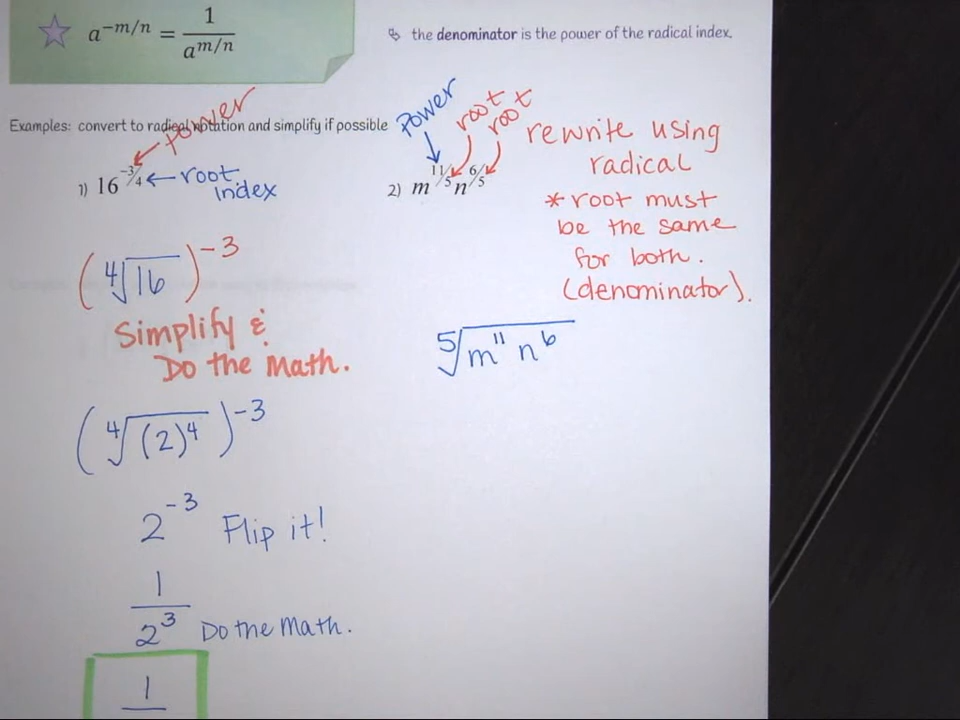 a^{-m/n} = 1/a^{m/n}
the denominator is the power of the radical index.
Examples: convert to radical notation and simplify if possible
power
1) 16^{-3/4} ← root index
Power root root
2) m^{11/5} n^{6/5}
rewrite using
radical
* root must
be the same
for both.
(denominator).
(∜16)^{-3}
Simplify &
Do the Math.
⁵√(m^{11} n^{6})
(∜(2)^4)^{-3}
2^{-3} Flip it!
1/2^3 Do the Math.
1